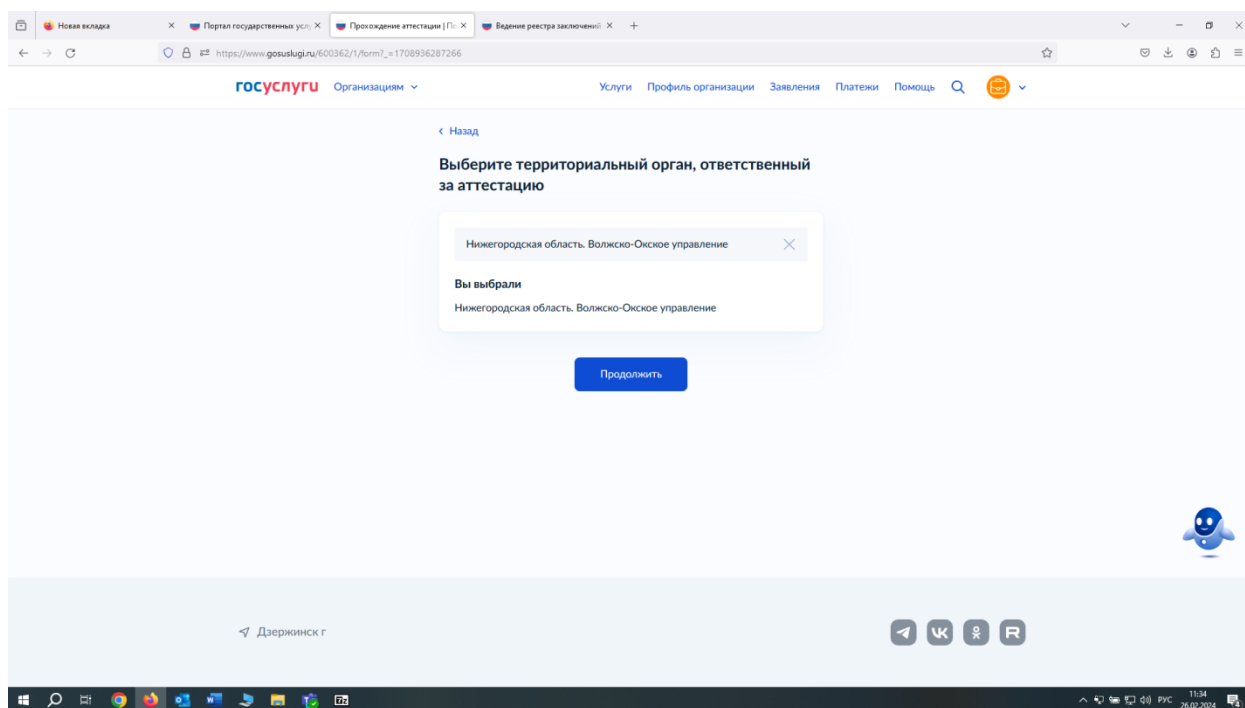 Новая вкладка
Портал государственных усл
Прохождение аттестации | По
Ведение реестра заключений
https://www.gosuslugi.ru/600362/1/form?_=1708936287266
госуслуги Организациям Услуги Профиль организации Заявления Платежи Помощь
Назад
Выберите территориальный орган, ответственный
за аттестацию
Нижегородская область. Волжско-Окское управление
Вы выбрали
Нижегородская область. Волжско-Окское управление
Продолжить
Дзержинск г
РУС
11:34
26.02.2024